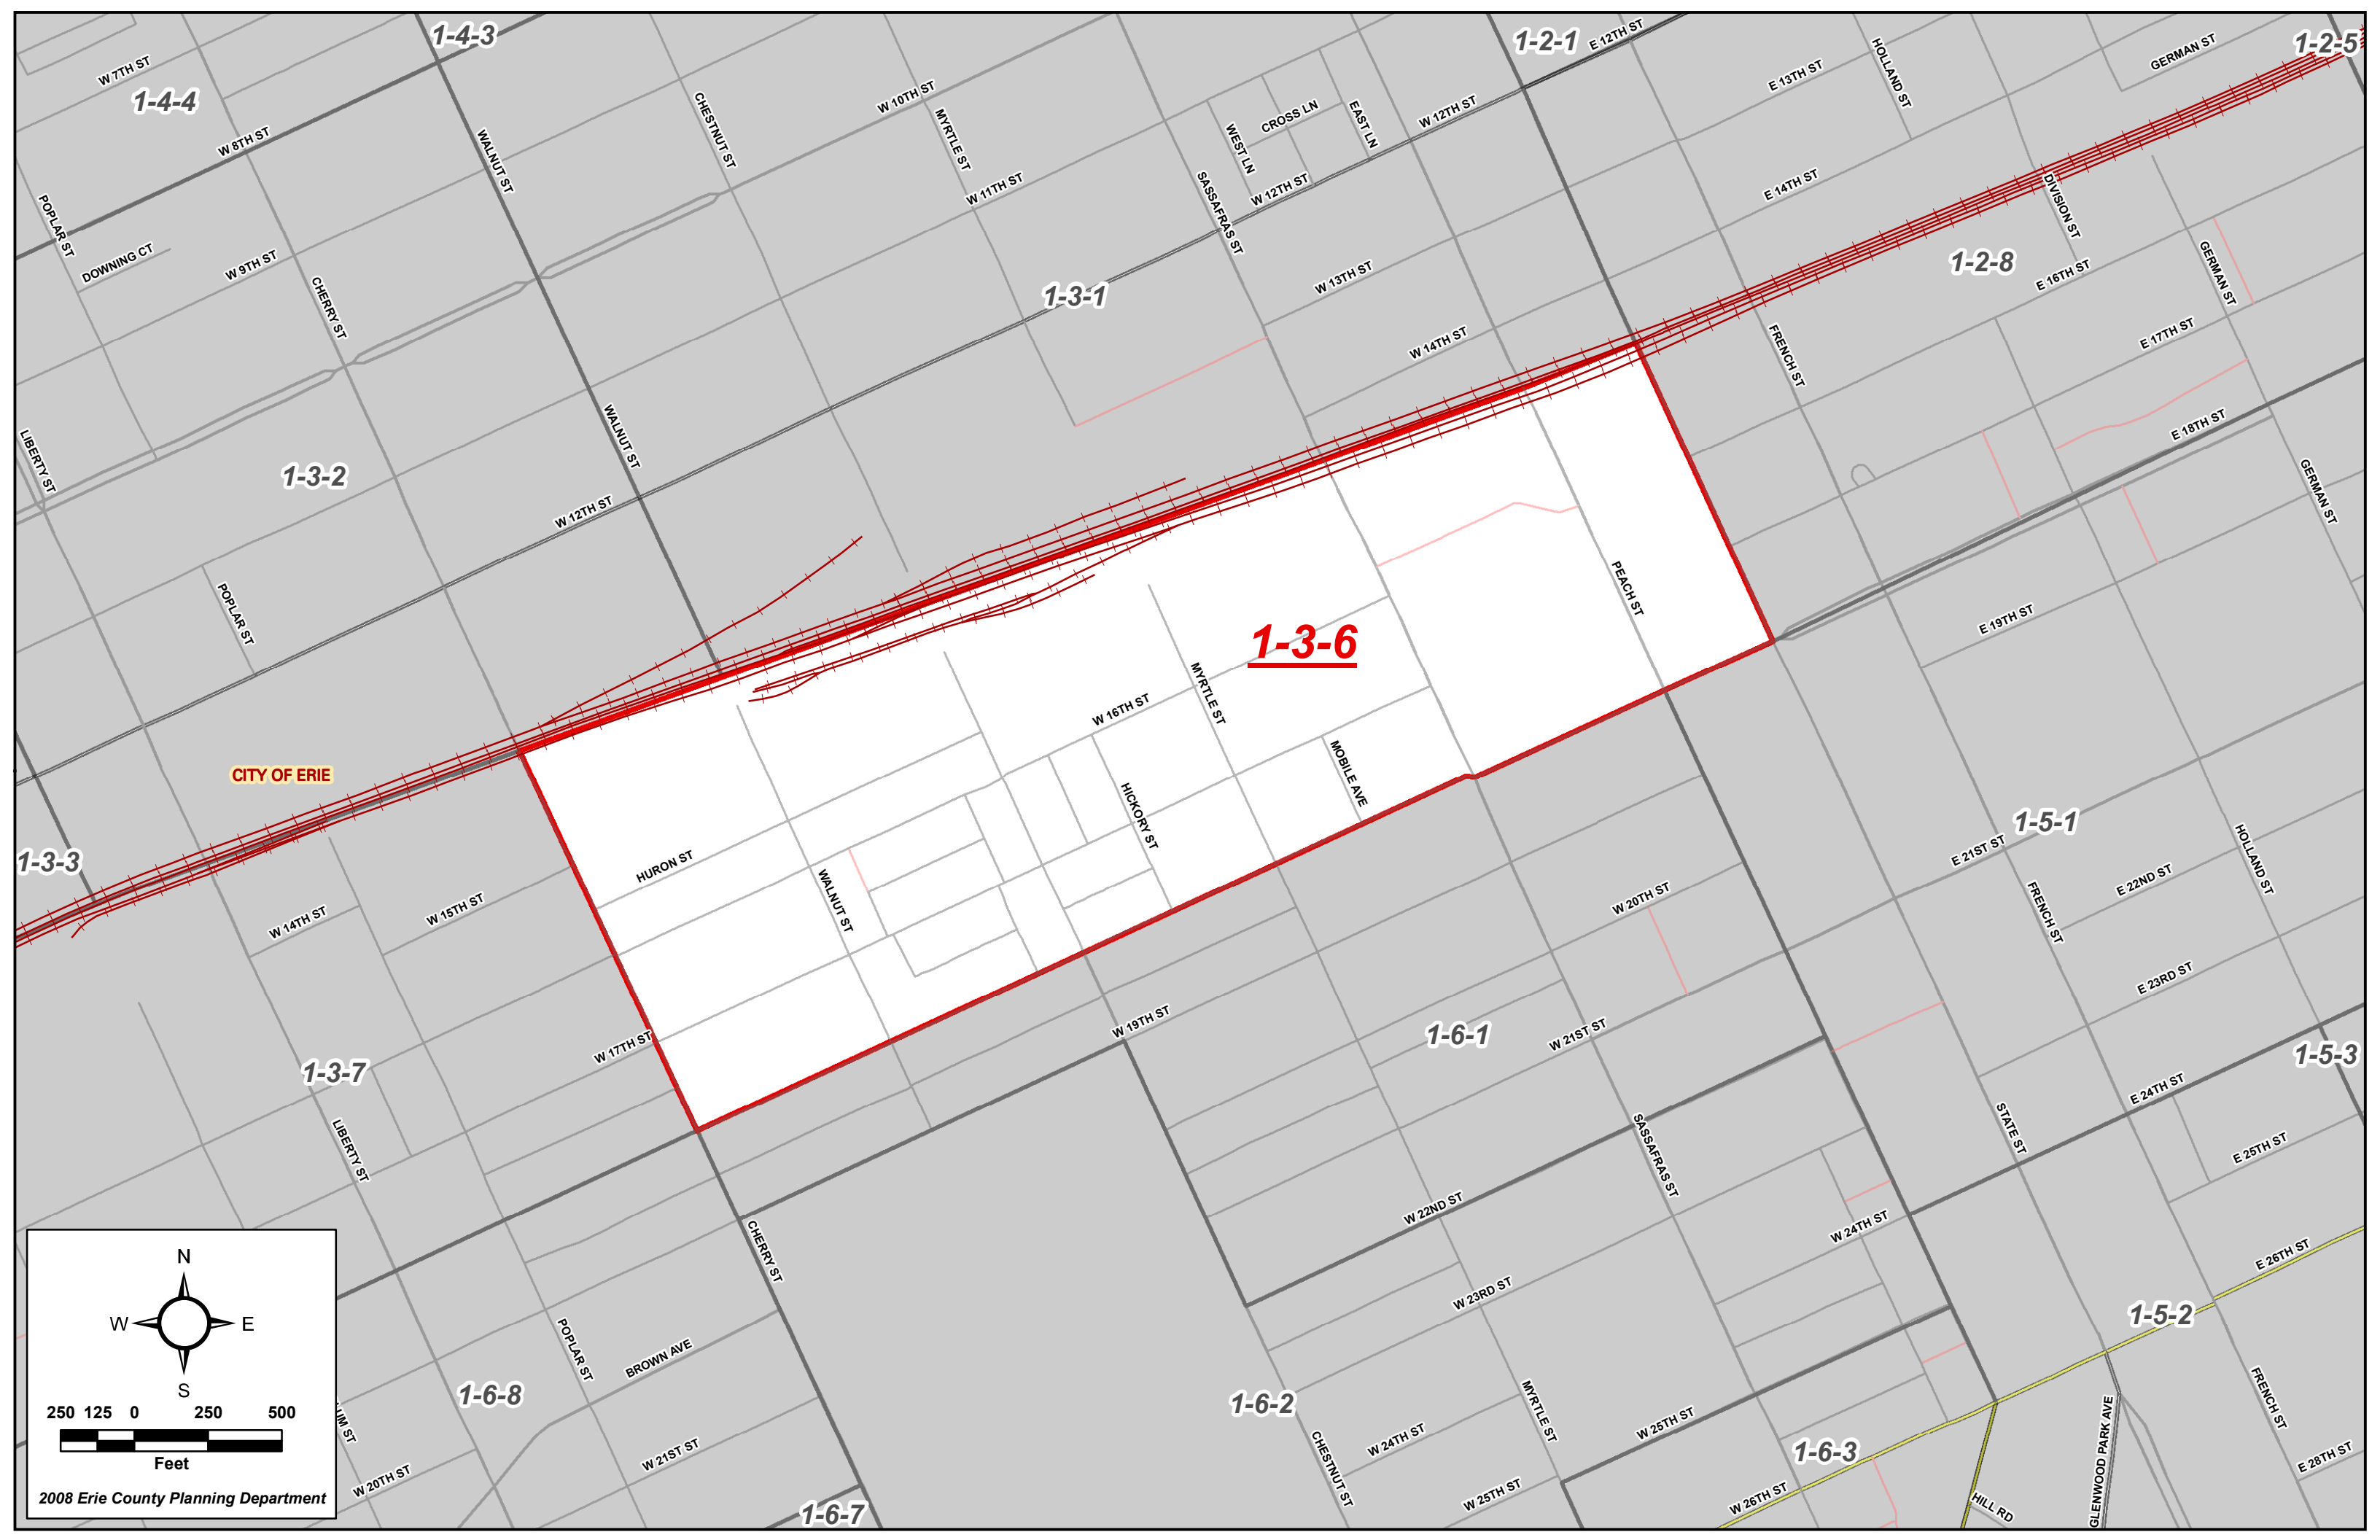 1-4-3
1-2-1
E 12TH ST
HOLLAND ST
GERMAN ST
1-2-5
W 7TH ST
1-4-4
CHESTNUT ST
W 10TH ST
MYRTLE ST
CROSS LN
EAST LN
W 12TH ST
E 13TH ST
W 8TH ST
WALNUT ST
WEST LN
W 11TH ST
W 12TH ST
SASSAFRAS ST
E 14TH ST
DIVISION ST
POPLAR ST
DOWNING CT
W 9TH ST
CHERRY ST
1-3-1
W 13TH ST
1-2-8
E 16TH ST
GERMAN ST
W 14TH ST
FRENCH ST
E 17TH ST
LIBERTY ST
1-3-2
WALNUT ST
E 18TH ST
W 12TH ST
GERMAN ST
POPLAR ST
PEACH ST
1-3-6
E 19TH ST
MYRTLE ST
W 16TH ST
CITY OF ERIE
MOBILE AVE
1-3-3
HURON ST
HICKORY ST
1-5-1
W 14TH ST
W 15TH ST
WALNUT ST
W 20TH ST
E 21ST ST
E 22ND ST
HOLLAND ST
FRENCH ST
E 23RD ST
W 17TH ST
W 19TH ST
1-6-1
W 21ST ST
1-3-7
1-5-3
E 24TH ST
LIBERTY ST
SASSAFRAS ST
STATE ST
E 25TH ST
CHERRY ST
W 22ND ST
W 24TH ST
E 26TH ST
W 23RD ST
1-5-2
POPLAR ST
BROWN AVE
1-6-8
1-6-2
MYRTLE ST
FRENCH ST
W 20TH ST
W 21ST ST
CHESTNUT ST
W 24TH ST
W 25TH ST
1-6-3
GLENWOOD PARK AVE
E 28TH ST
1-6-7
W 25TH ST
W 26TH ST
HILL RD
UM ST
N
W E
S
250 125 0 250 500
Feet
2008 Erie County Planning Department